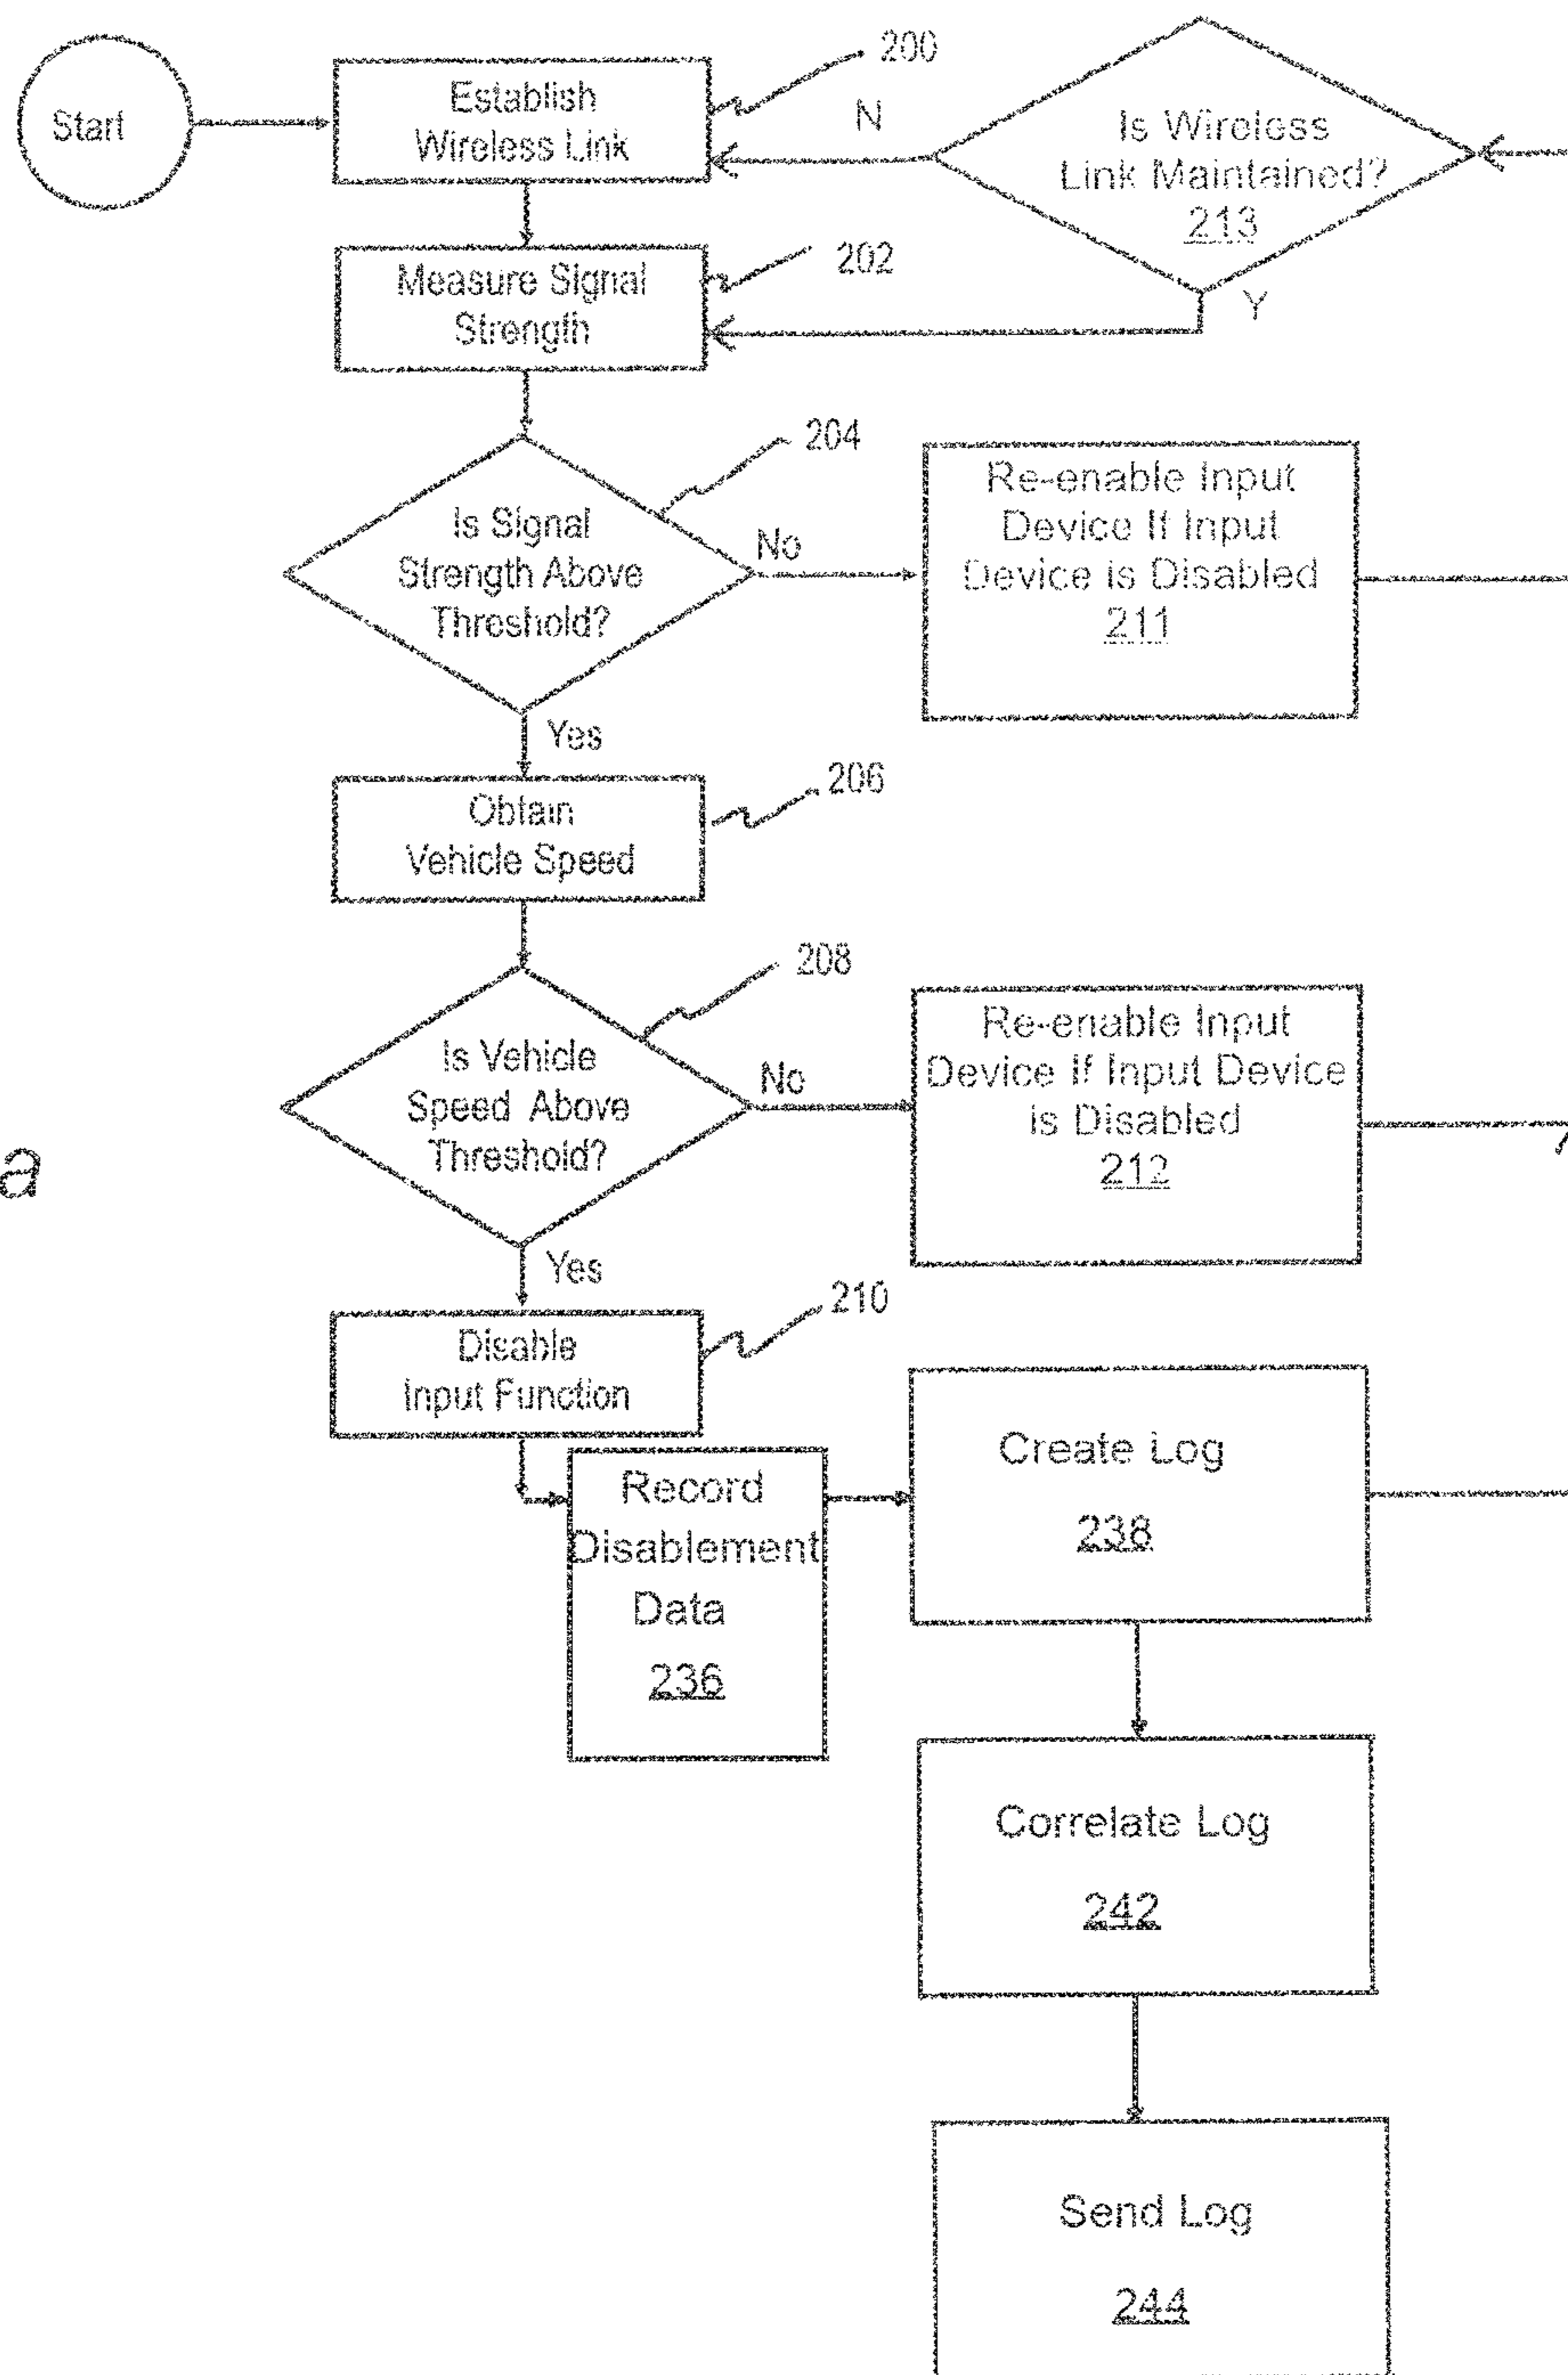 Start
Establish
Wireless Link
200
N
Is Wireless
Link Maintained?
213
Y
Measure Signal
Strength
202
204
Is Signal
Strength Above
Threshold?
No
Re-enable Input
Device If Input
Device is Disabled
211
Yes
Obtain
Vehicle Speed
206
208
Is Vehicle
Speed Above
Threshold?
No
Re-enable Input
Device If Input Device
is Disabled
212
a
Yes
Disable
Input Function
210
Record
Disablement
Data
236
Create Log
238
Correlate Log
242
Send Log
244